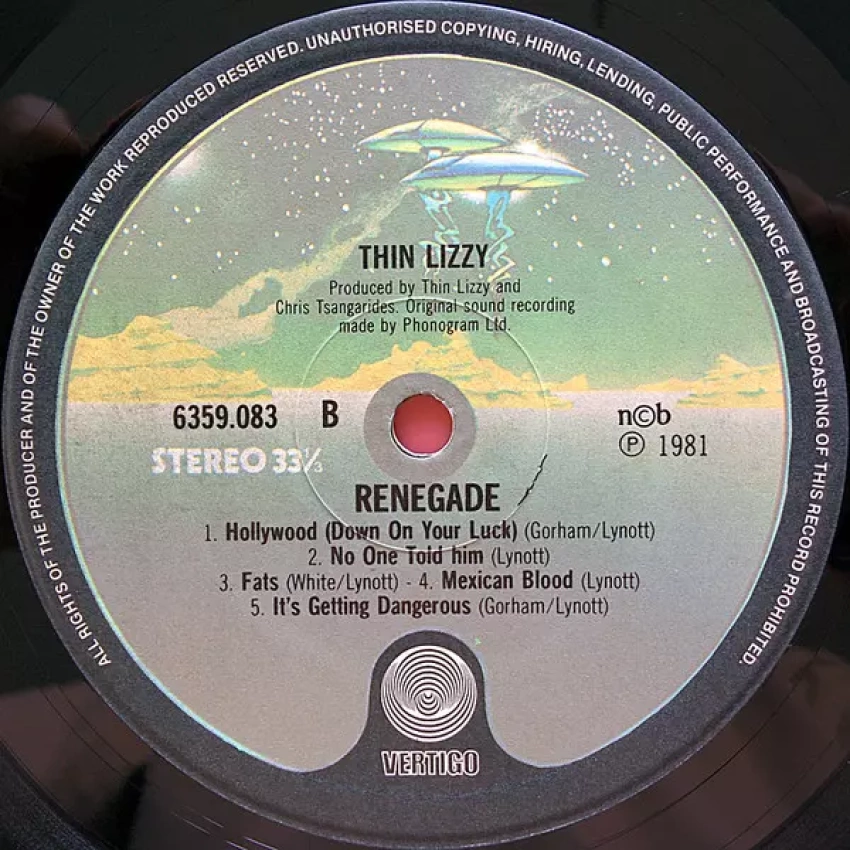 ALL RIGHTS OF THE PRODUCER AND OF THE OWNER OF THE WORK REPRODUCED RESERVED. UNAUTHORISED COPYING, HIRING, LENDING, PUBLIC PERFORMANCE AND BROADCASTING OF THIS RECORD PROHIBITED.
THIN LIZZY
Produced by Thin Lizzy and
Chris Tsangarides. Original sound recording
made by Phonogram Ltd.
6359.083 B
n©b
STEREO 33⅓
Ⓟ 1981
RENEGADE
1. Hollywood (Down On Your Luck) (Gorham/Lynott)
2. No One Told him (Lynott)
3. Fats (White/Lynott) - 4. Mexican Blood (Lynott)
5. It's Getting Dangerous (Gorham/Lynott)
VERTIGO